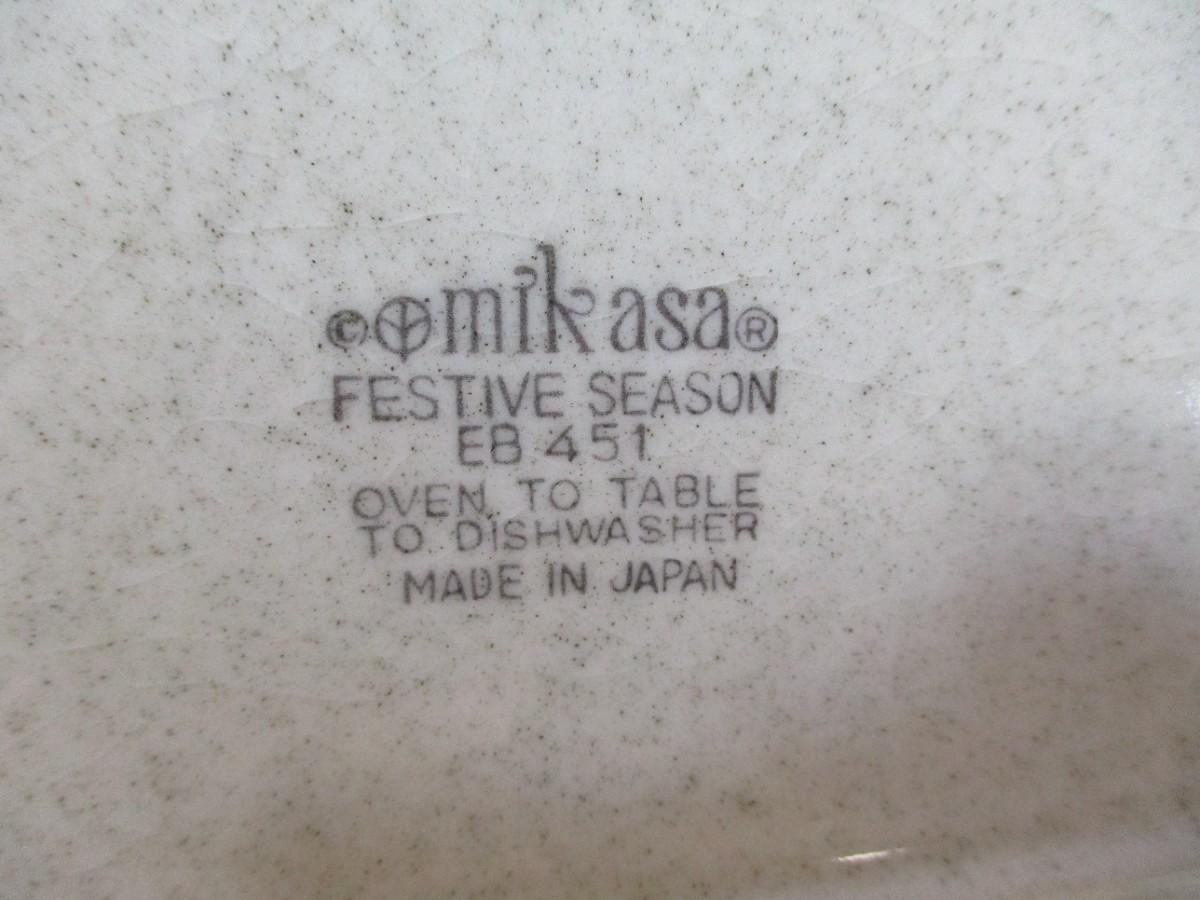 © mikasa®
FESTIVE SEASON
EB 451
OVEN TO TABLE
TO DISHWASHER
MADE IN JAPAN